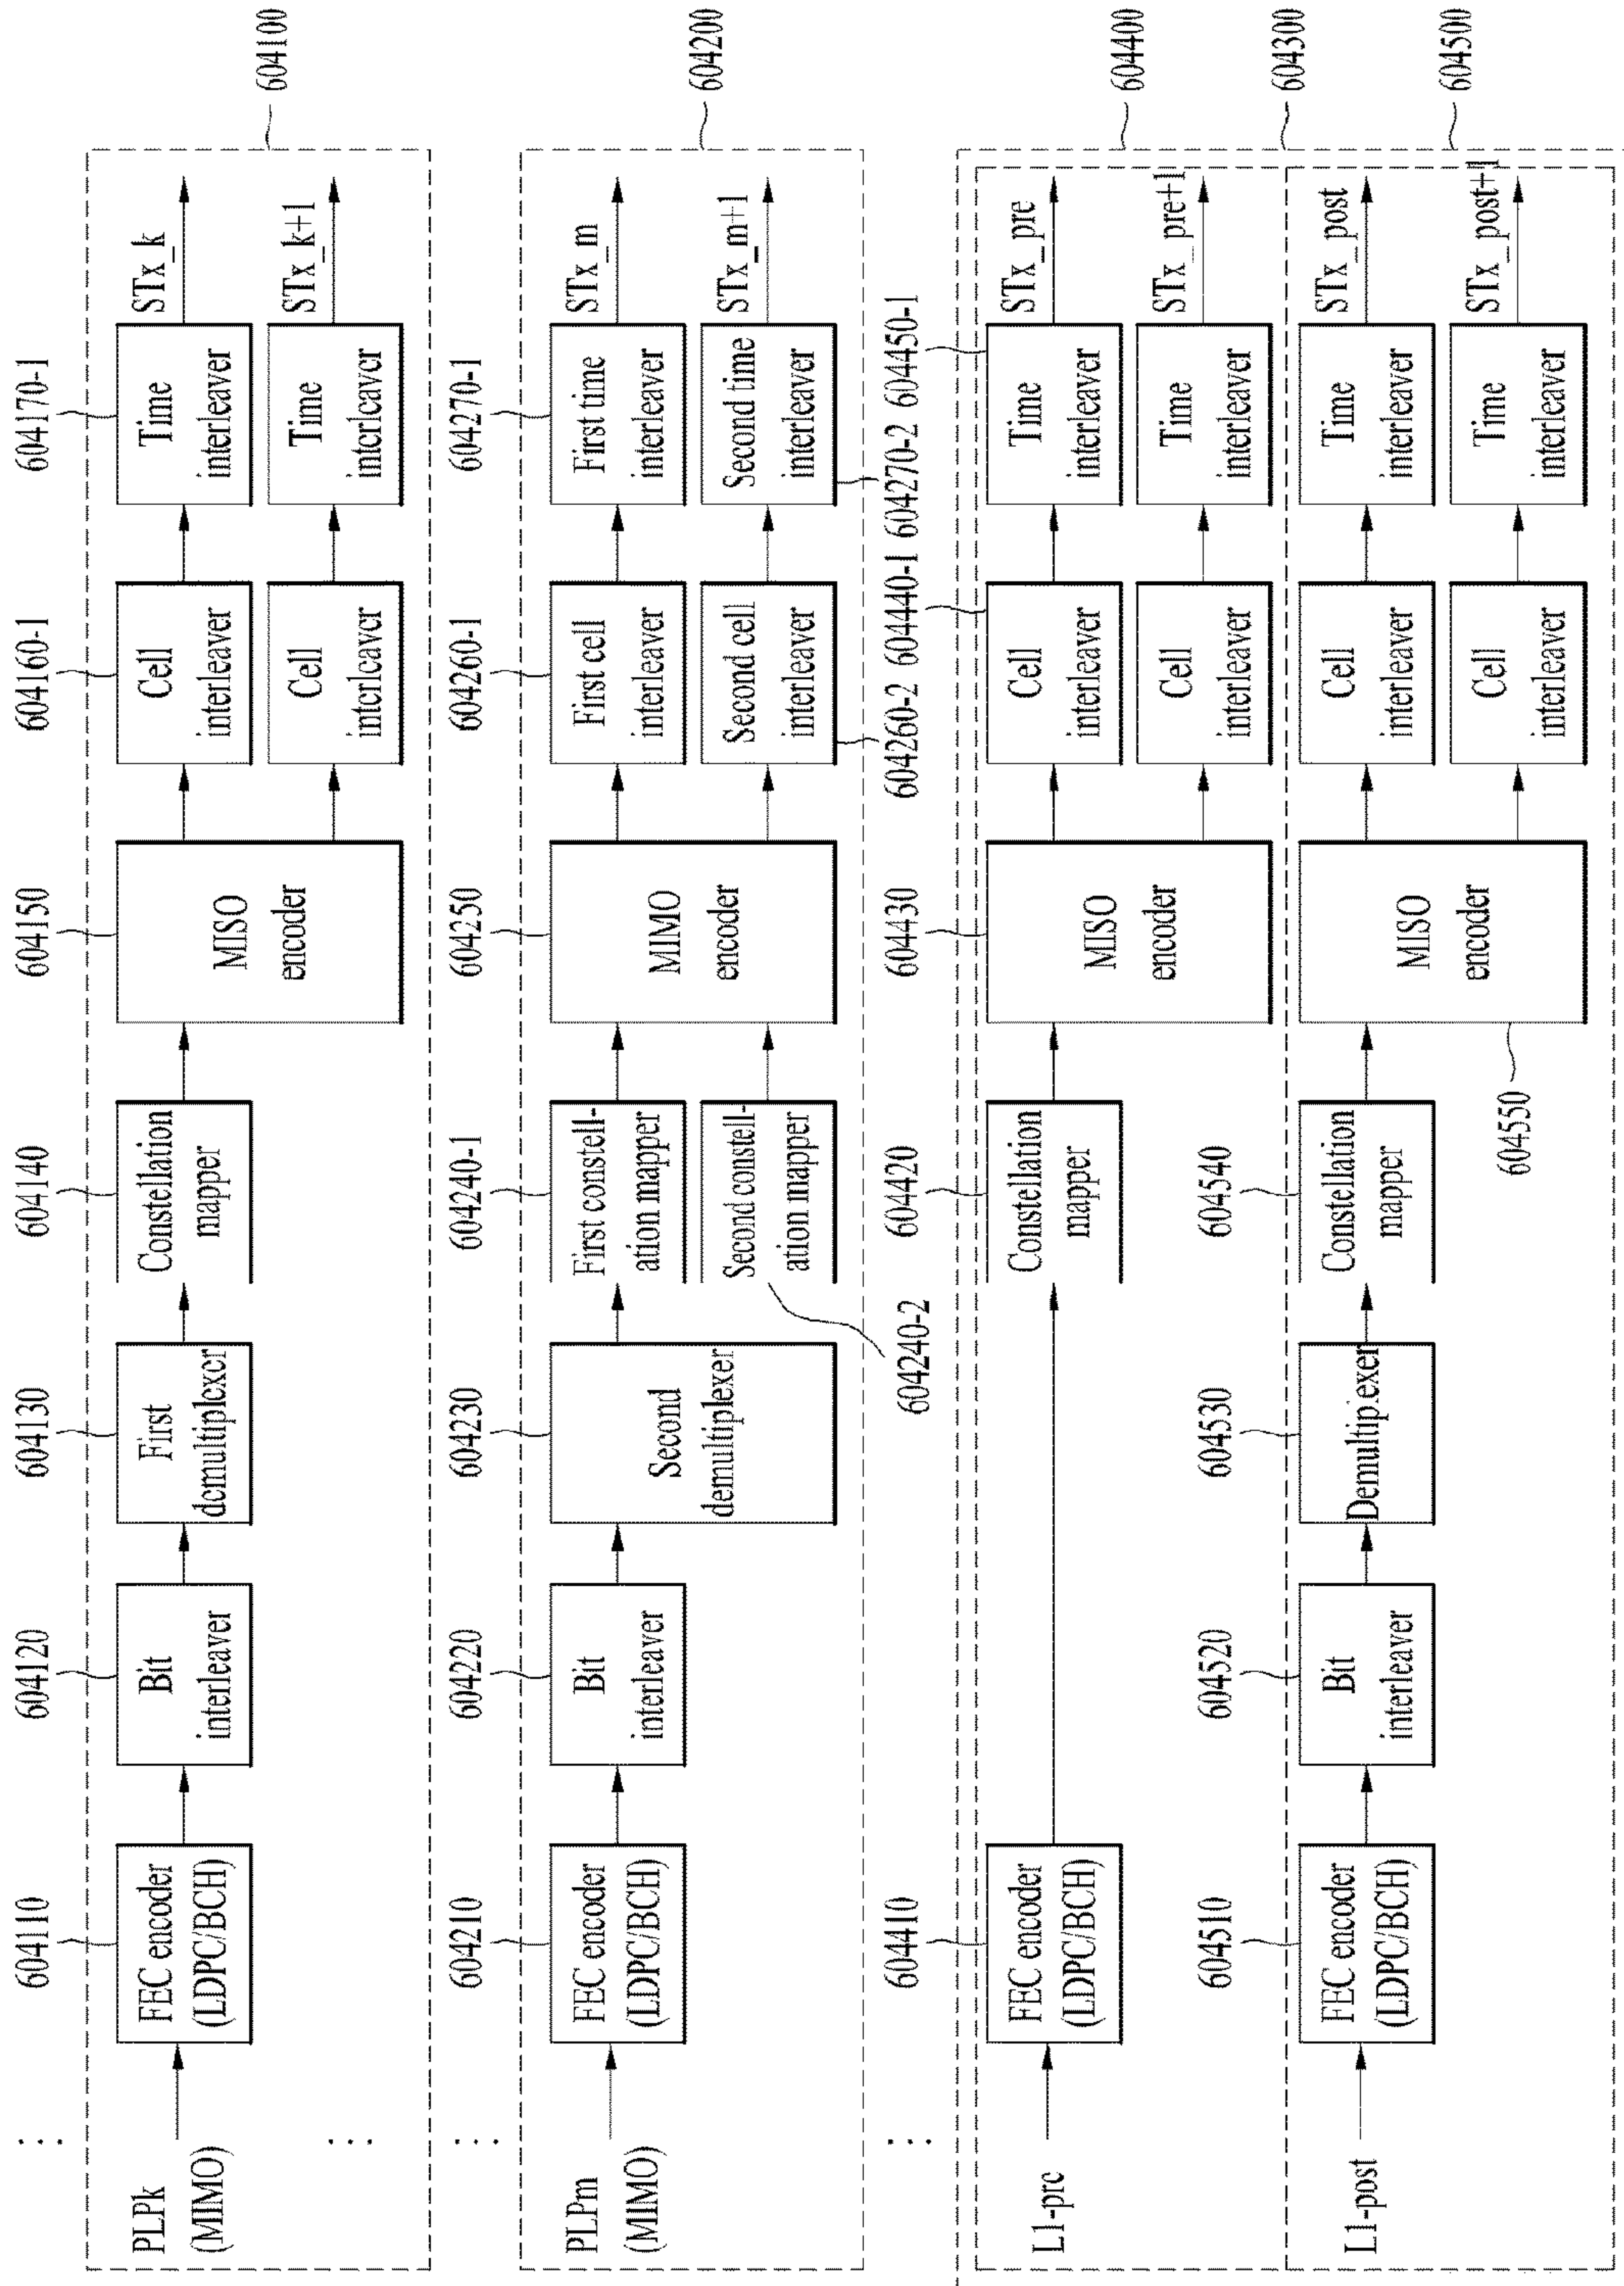 604110
604120
604130
604140
604150
604160-1
604170-1
604100
PLPk
(MIMO)
FEC encoder
(LDPC/BCH)
Bit
interleaver
First
demultiplexer
Constellation
mapper
MISO
encoder
Cell
interleaver
Time
interleaver
STx_k
Cell
interleaver
Time
interleaver
STx_k+1
604210
604220
604230
604240-1
604250
604260-1
604270-1
604200
PLPm
(MIMO)
FEC encoder
(LDPC/BCH)
Bit
interleaver
Second
demultiplexer
First constell-
ation mapper
MIMO
encoder
First cell
interleaver
First time
interleaver
STx_m
Second constell-
ation mapper
Second cell
interleaver
Second time
interleaver
STx_m+1
604240-2
604260-2
604270-2
604410
604420
604430
604440-1
604450-1
604400
L1-pre
FEC encoder
(LDPC/BCH)
Constellation
mapper
MISO
encoder
Cell
interleaver
Time
interleaver
STx_pre
Cell
interleaver
Time
interleaver
STx_pre+1
604300
604510
604520
604530
604540
604500
L1-post
FEC encoder
(LDPC/BCH)
Bit
interleaver
Demultiplexer
Constellation
mapper
MISO
encoder
Cell
interleaver
Time
interleaver
STx_post
Cell
interleaver
Time
interleaver
STx_post+1
604550